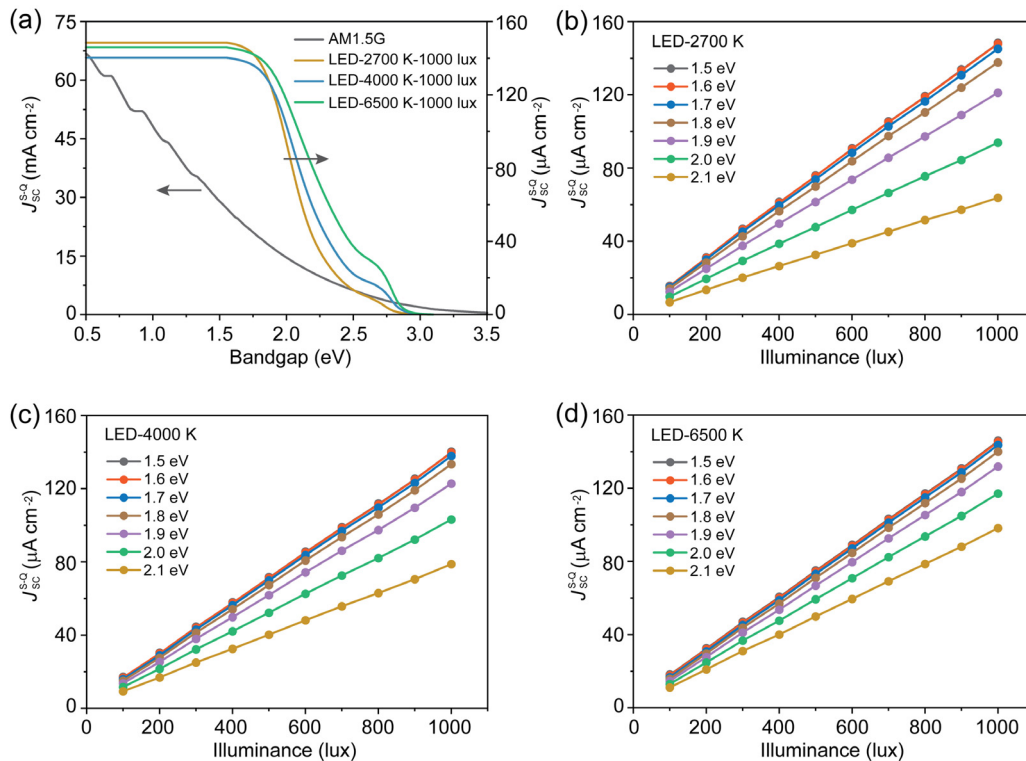 (a)
75
60
45
30
15
0
J_SC^S-Q (mA cm⁻²)
0.5 1.0 1.5 2.0 2.5 3.0 3.5
Bandgap (eV)
160
120
80
40
0
J_SC^S-Q (μA cm⁻²)
AM1.5G
LED-2700 K-1000 lux
LED-4000 K-1000 lux
LED-6500 K-1000 lux
(b)
160
120
80
40
0
J_SC^S-Q (μA cm⁻²)
LED-2700 K
1.5 eV
1.6 eV
1.7 eV
1.8 eV
1.9 eV
2.0 eV
2.1 eV
0 200 400 600 800 1000
Illuminance (lux)
(c)
160
120
80
40
0
J_SC^S-Q (μA cm⁻²)
LED-4000 K
1.5 eV
1.6 eV
1.7 eV
1.8 eV
1.9 eV
2.0 eV
2.1 eV
0 200 400 600 800 1000
Illuminance (lux)
(d)
160
120
80
40
0
J_SC^S-Q (μA cm⁻²)
LED-6500 K
1.5 eV
1.6 eV
1.7 eV
1.8 eV
1.9 eV
2.0 eV
2.1 eV
0 200 400 600 800 1000
Illuminance (lux)